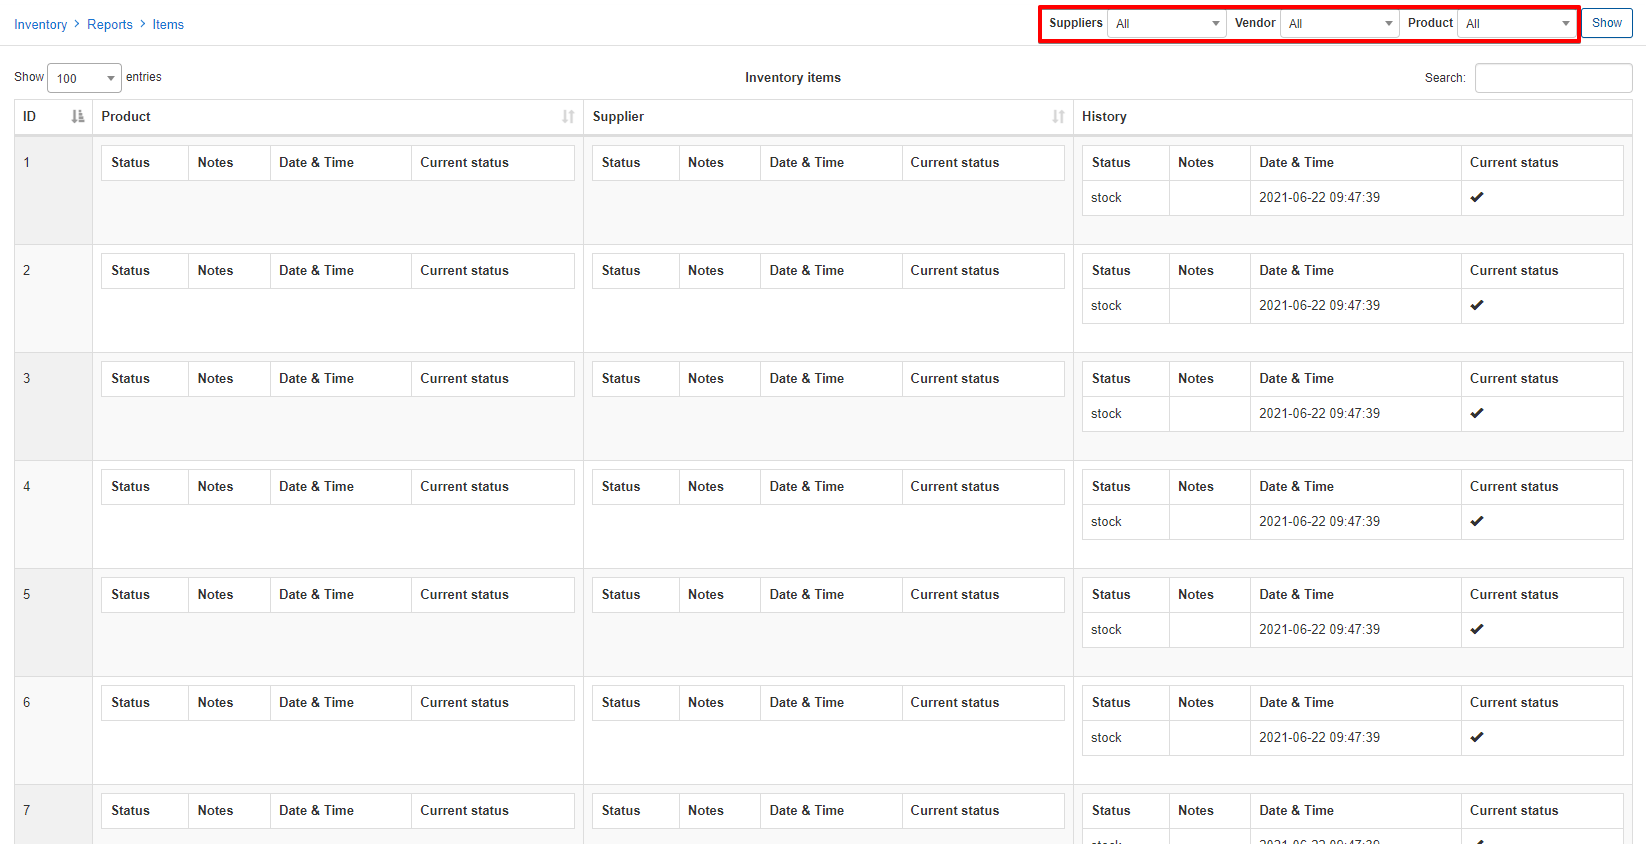 Inventory > Reports > Items Suppliers All Vendor All Product All Show
Show 100 entries Inventory items Search:
ID Product Supplier History
1 Status Notes Date & Time Current status Status Notes Date & Time Current status Status Notes Date & Time Current status
stock 2021-06-22 09:47:39 ✔
2 Status Notes Date & Time Current status Status Notes Date & Time Current status Status Notes Date & Time Current status
stock 2021-06-22 09:47:39 ✔
3 Status Notes Date & Time Current status Status Notes Date & Time Current status Status Notes Date & Time Current status
stock 2021-06-22 09:47:39 ✔
4 Status Notes Date & Time Current status Status Notes Date & Time Current status Status Notes Date & Time Current status
stock 2021-06-22 09:47:39 ✔
5 Status Notes Date & Time Current status Status Notes Date & Time Current status Status Notes Date & Time Current status
stock 2021-06-22 09:47:39 ✔
6 Status Notes Date & Time Current status Status Notes Date & Time Current status Status Notes Date & Time Current status
stock 2021-06-22 09:47:39 ✔
7 Status Notes Date & Time Current status Status Notes Date & Time Current status Status Notes Date & Time Current status